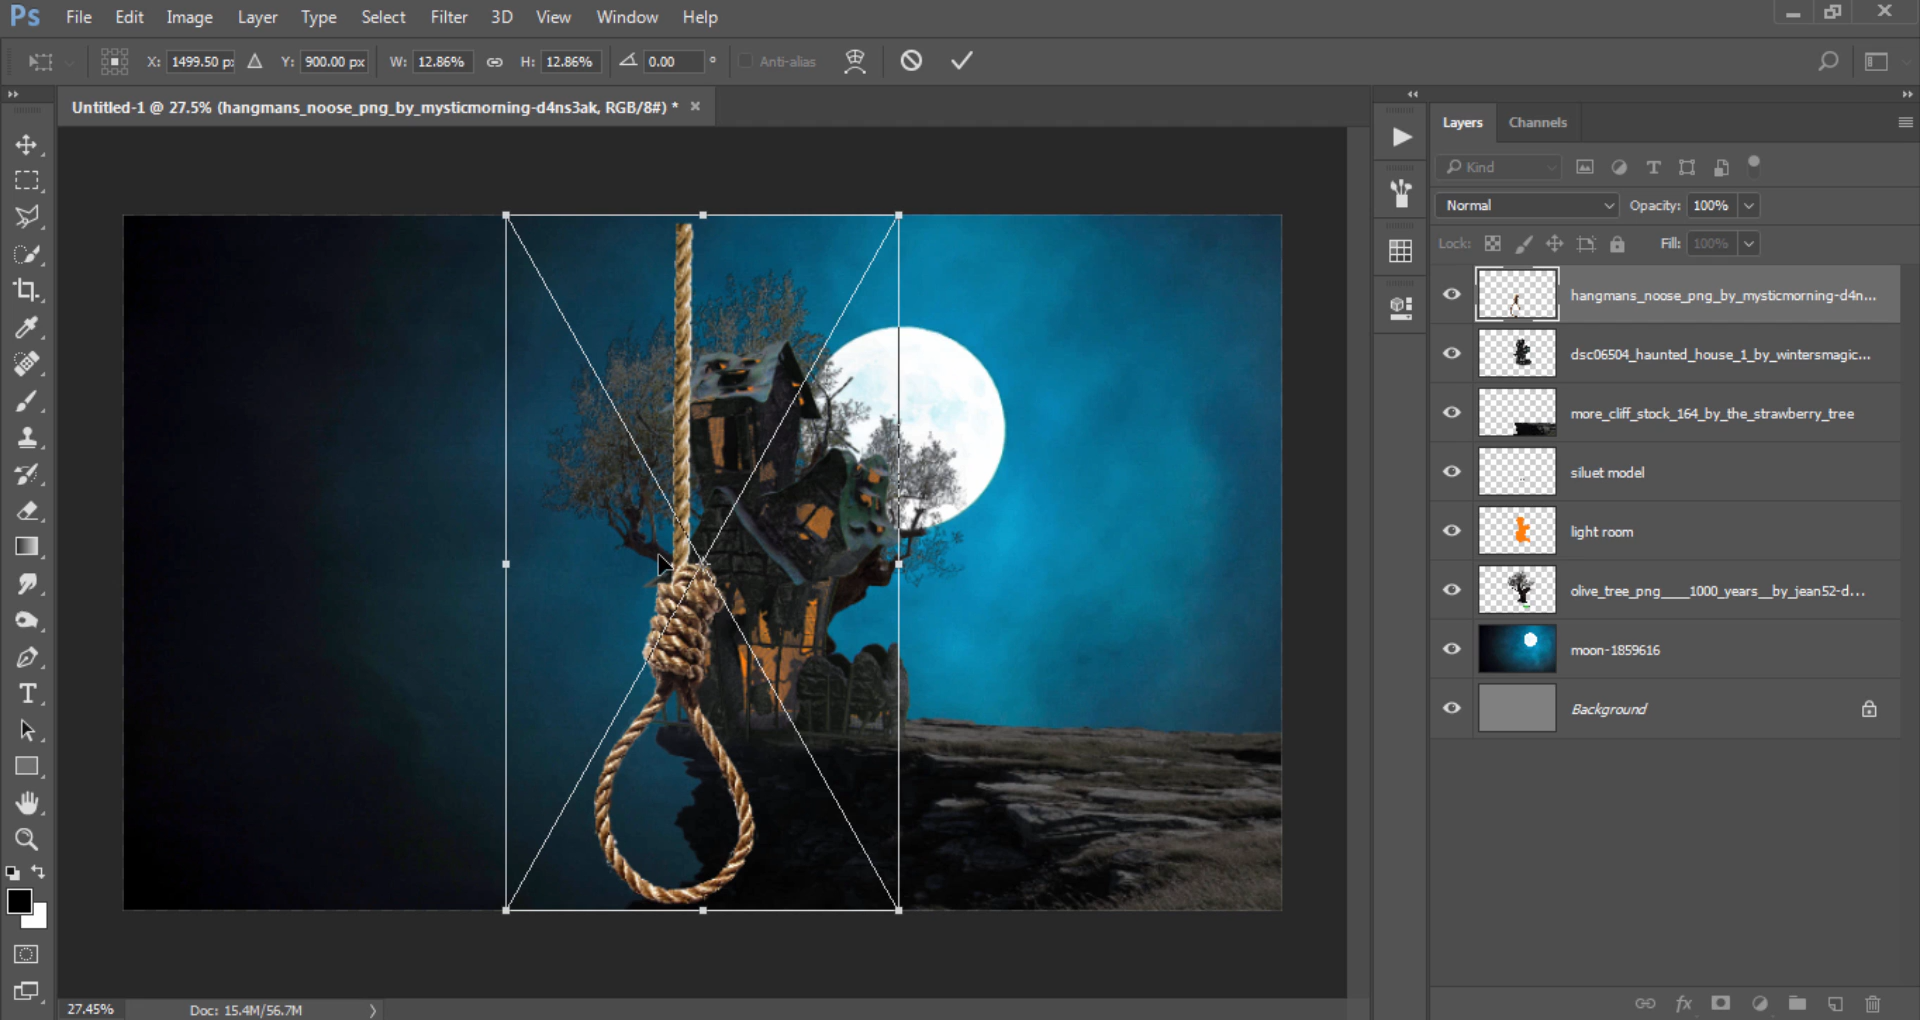 Ps File Edit Image Layer Type Select Filter 3D View Window Help
X: 1499.50 px Y: 900.00 px W: 12.86% H: 12.86% 0.00 ° Anti-alias
Untitled-1 @ 27.5% (hangmans_noose_png_by_mysticmorning-d4ns3ak, RGB/8#) *
Layers Channels
Kind
Normal Opacity: 100%
Lock: Fill: 100%
hangmans_noose_png_by_mysticmorning-d4n...
dsc06504_haunted_house_1_by_wintersmagic...
more_cliff_stock_164_by_the_strawberry_tree
siluet model
light room
olive_tree_png____1000_years__by_jean52-d...
moon-1859616
Background
27.45% Doc: 15.4M/56.7M
fx